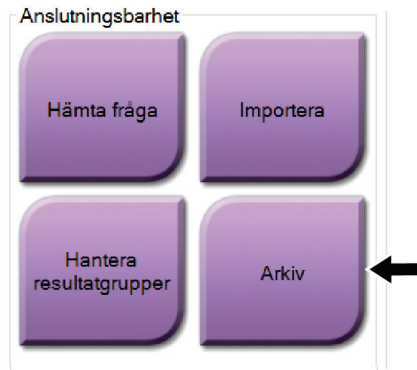 Anslutningsbarhet
Hämta fråga
Importera
Hantera
resultatgrupper
Arkiv